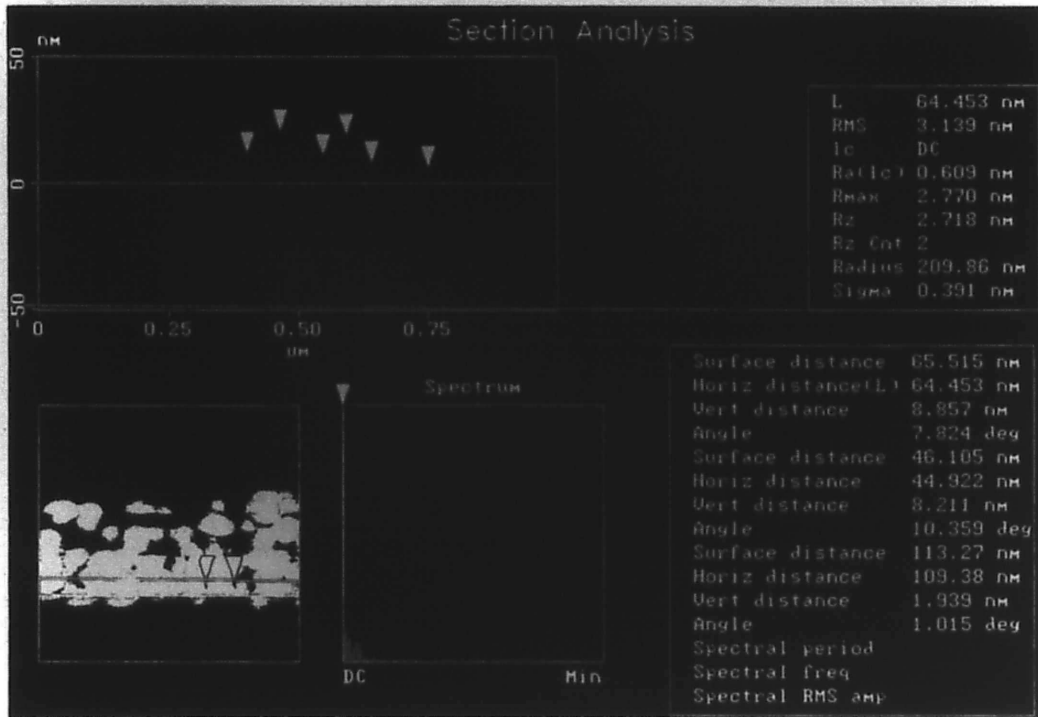 Section Analysis
nM
50
0
-50
0 0.25 0.50 0.75
UM
L 64.453 nM
RMS 3.139 nM
lc DC
Ra(lc) 0.609 nM
Rmax 2.770 nM
Rz 2.718 nM
Rz Cnt 2
Radius 209.86 nM
Sigma 0.391 nM
Spectrum
DC Min
Surface distance 65.515 nM
Horiz distance(L) 64.453 nM
Vert distance 8.857 nM
Angle 7.824 deg
Surface distance 46.105 nM
Horiz distance 44.922 nM
Vert distance 8.211 nM
Angle 10.359 deg
Surface distance 113.27 nM
Horiz distance 109.38 nM
Vert distance 1.939 nM
Angle 1.015 deg
Spectral period
Spectral freq
Spectral RMS amp